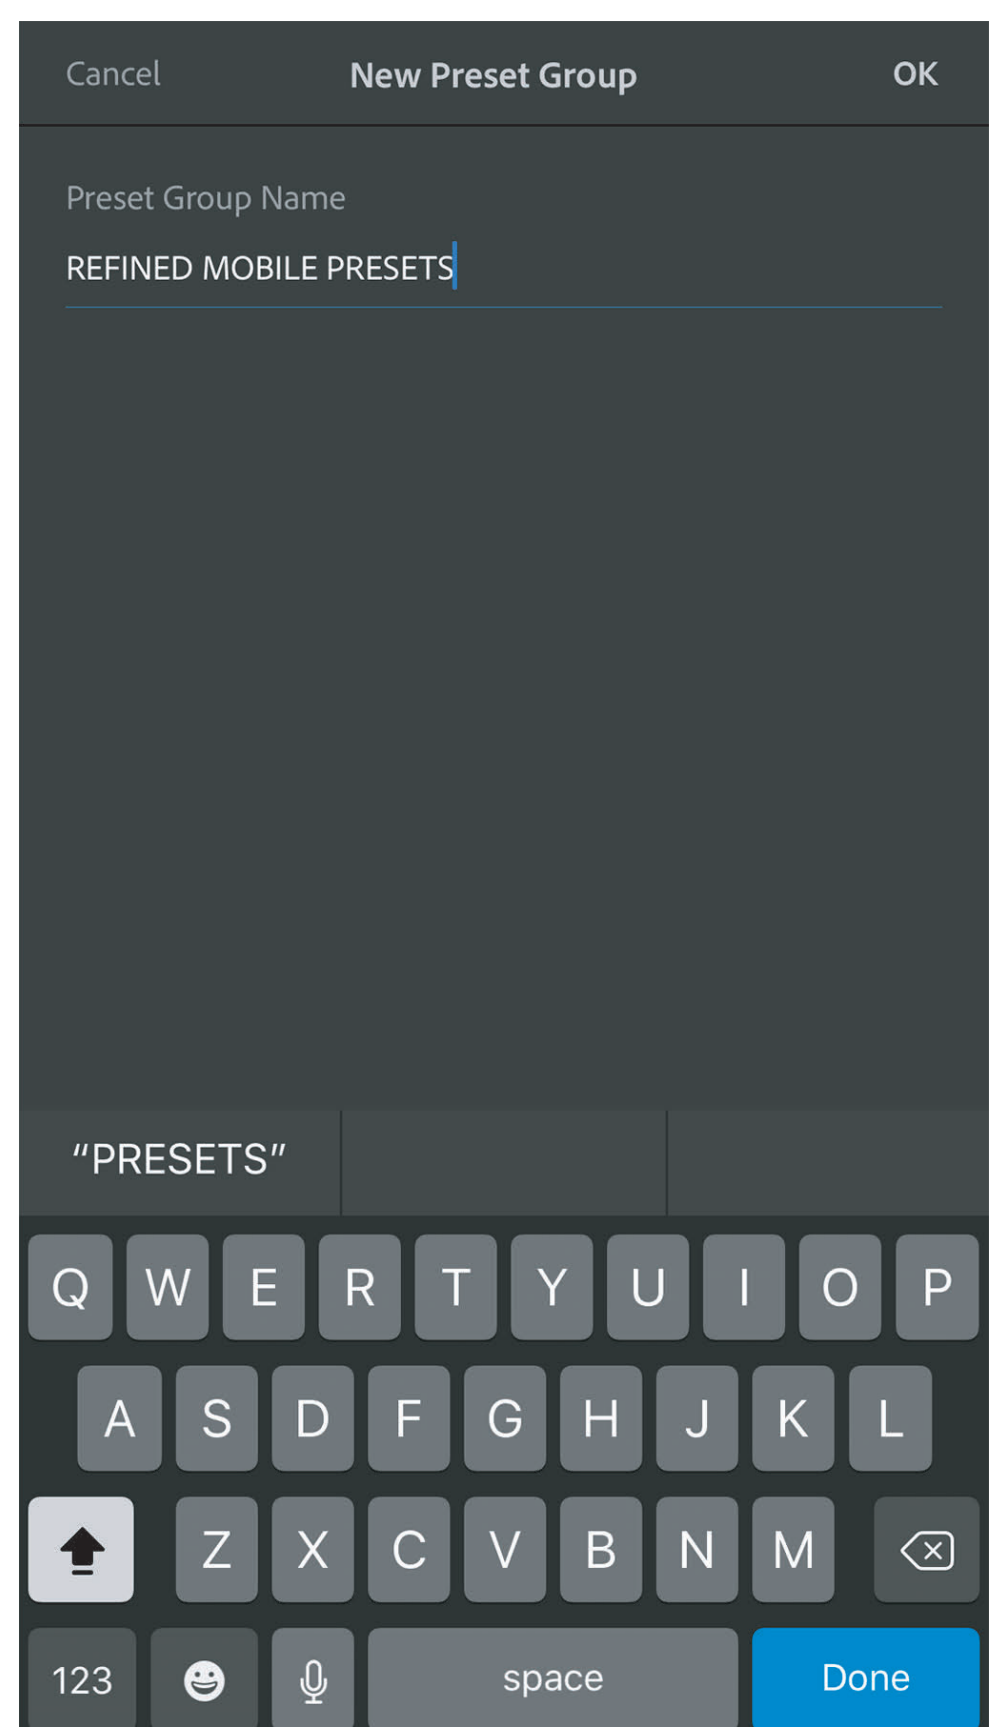 Cancel New Preset Group OK
Preset Group Name
REFINED MOBILE PRESETS
“PRESETS”
Q W E R T Y U I O P
A S D F G H J K L
Z X C V B N M
123 space Done